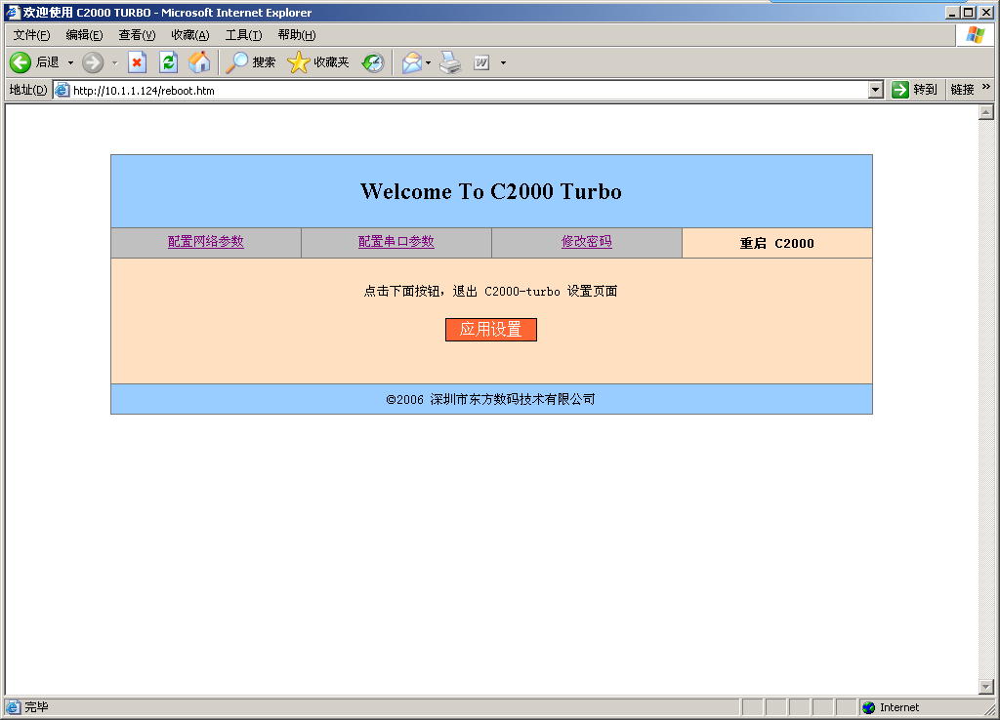 欢迎使用 C2000 TURBO - Microsoft Internet Explorer
文件(F) 编辑(E) 查看(V) 收藏(A) 工具(T) 帮助(H)
后退 搜索 收藏夹
地址(D) http://10.1.1.124/reboot.htm 转到 链接 »
Welcome To C2000 Turbo
配置网络参数 配置串口参数 修改密码 重启 C2000
点击下面按钮，退出 C2000-turbo 设置页面
应用设置
©2006 深圳市东方数码技术有限公司
完毕 Internet